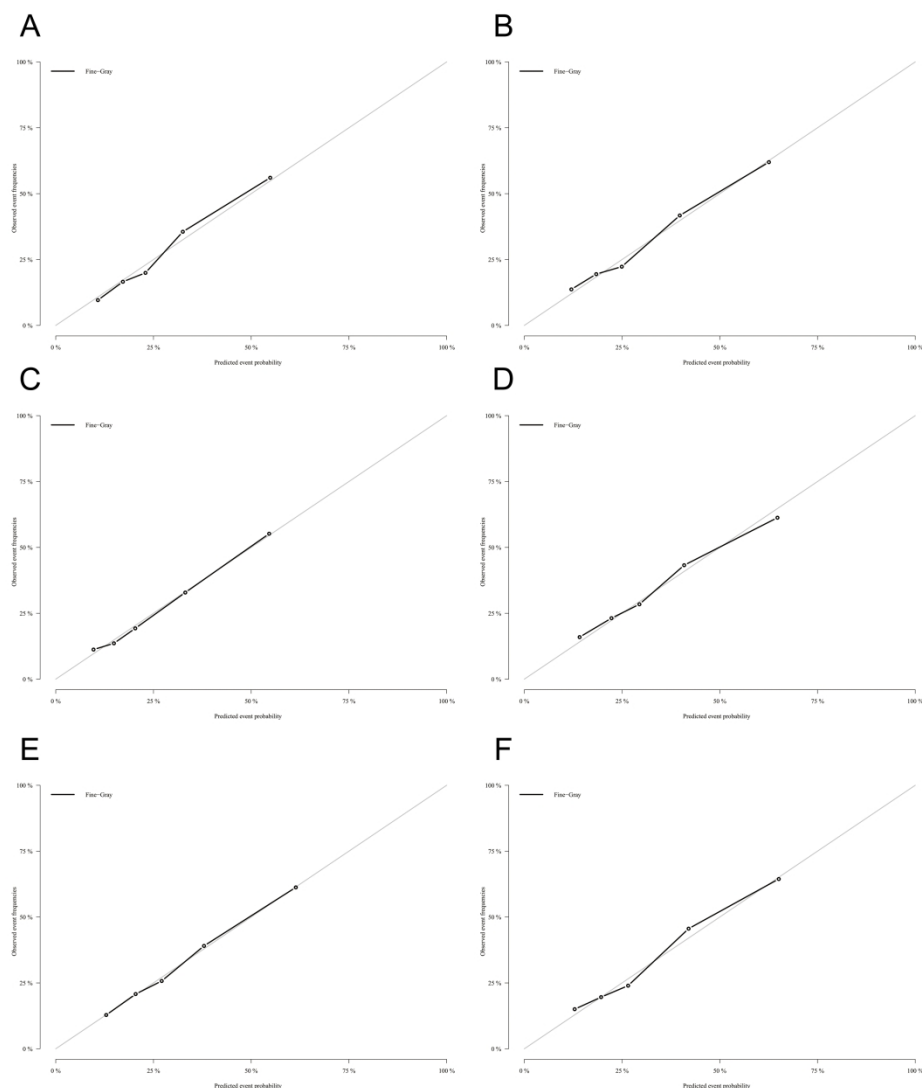 A
B
100 %
Fine-Gray
100 %
Fine-Gray
75 %
75 %
Observed event frequencies
50 %
Observed event frequencies
50 %
25 %
25 %
0 %
0 %
0 %
25 %
50 %
75 %
100 %
0 %
25 %
50 %
75 %
100 %
Predicted event probability
Predicted event probability
C
D
100 %
Fine-Gray
100 %
Fine-Gray
75 %
75 %
Observed event frequencies
50 %
Observed event frequencies
50 %
25 %
25 %
0 %
0 %
0 %
25 %
50 %
75 %
100 %
0 %
25 %
50 %
75 %
100 %
Predicted event probability
Predicted event probability
E
F
100 %
Fine-Gray
100 %
Fine-Gray
75 %
75 %
Observed event frequencies
50 %
Observed event frequencies
50 %
25 %
25 %
0 %
0 %
0 %
25 %
50 %
75 %
100 %
0 %
25 %
50 %
75 %
100 %
Predicted event probability
Predicted event probability